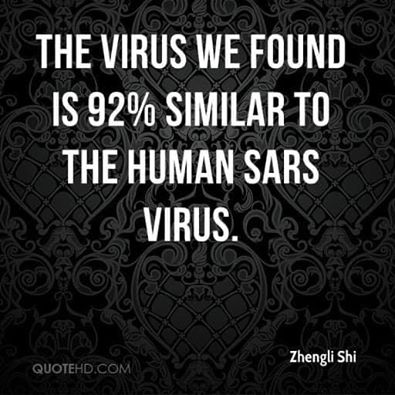 THE VIRUS WE FOUND
IS 92% SIMILAR TO
THE HUMAN SARS
VIRUS.
Zhengli Shi
QUOTEHD.COM